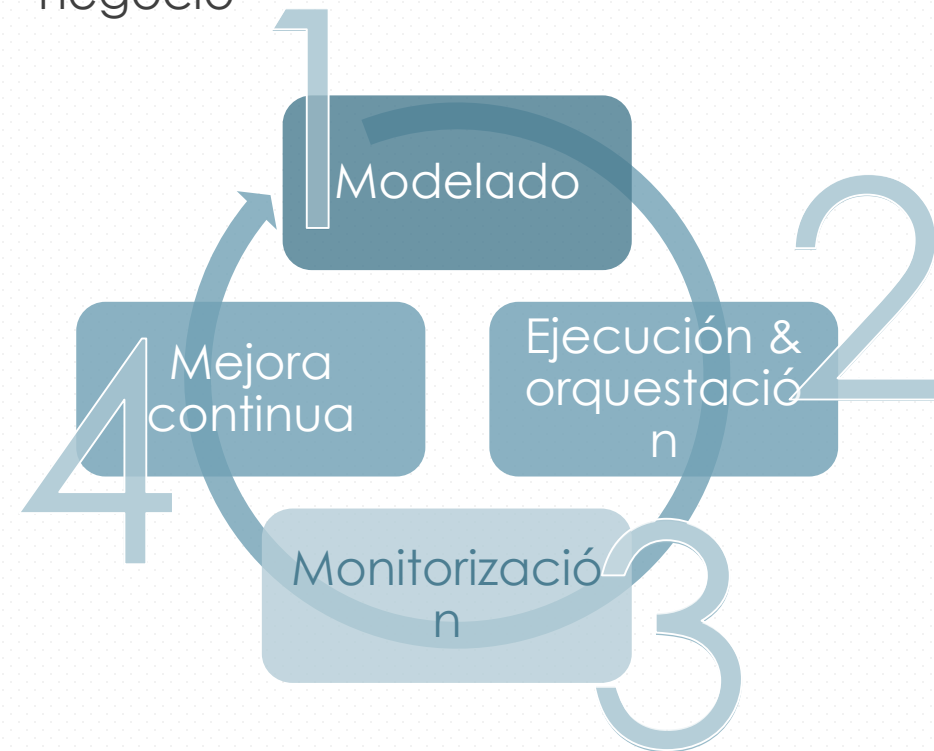 negocio
1
Modelado
2
Ejecución &
orquestació
n
3
Monitorizació
n
4
Mejora
continua